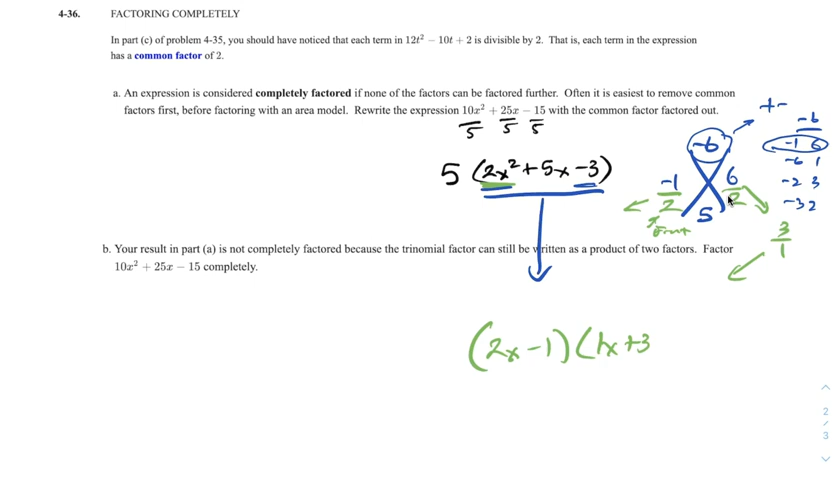 4-36. FACTORING COMPLETELY
In part (c) of problem 4-35, you should have noticed that each term in 12t² − 10t + 2 is divisible by 2. That is, each term in the expression
has a common factor of 2.
a. An expression is considered completely factored if none of the factors can be factored further. Often it is easiest to remove common
factors first, before factoring with an area model. Rewrite the expression 10x² + 25x − 15 with the common factor factored out.
5 5 5
5 (2x² + 5x − 3)
-6
+ -
-1 6
2 2
5
Front
-6
-1 6
-6 1
-2 3
-3 2
3
1
b. Your result in part (a) is not completely factored because the trinomial factor can still be written as a product of two factors. Factor
10x² + 25x − 15 completely.
(2x - 1) (1x + 3
2
/
3